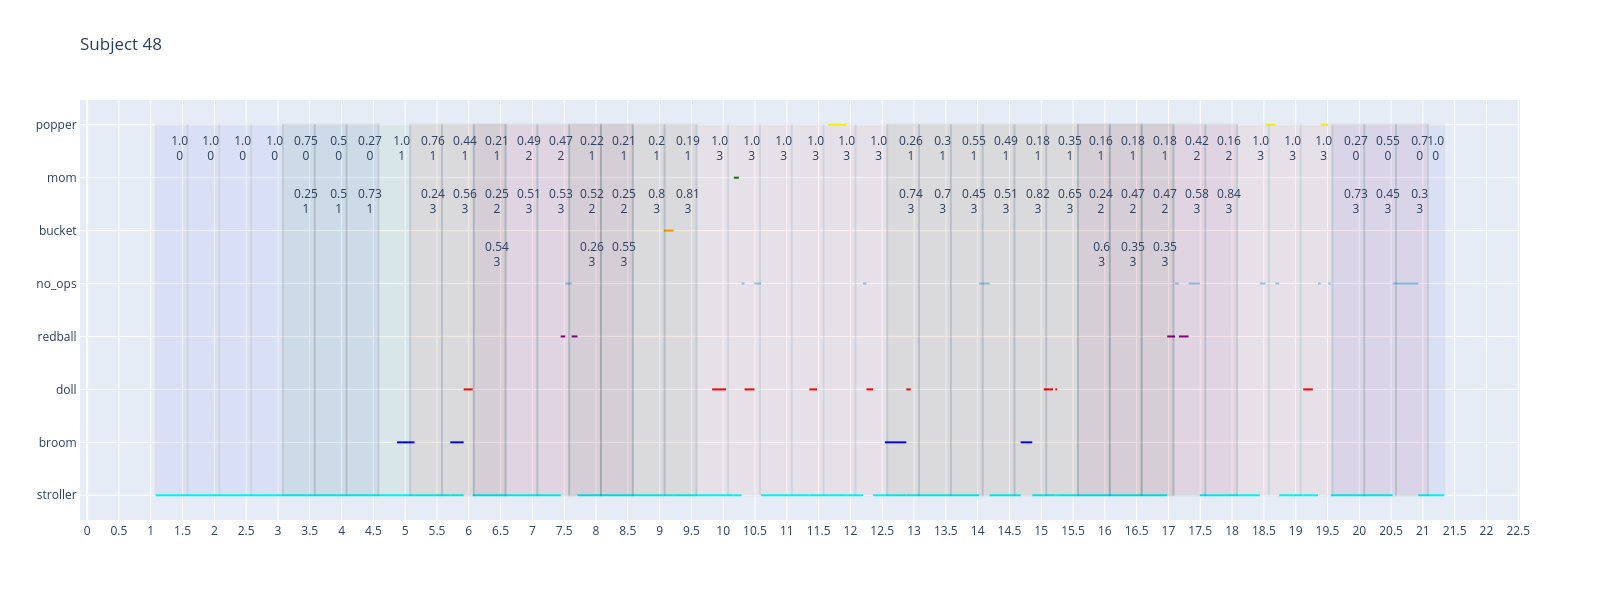 Subject 48
popper
1.0 1.0 1.0 1.0 0.75 0.5 0.27 1.0 0.76 0.44 0.21 0.49 0.47 0.22 0.21 0.2 0.19 1.0 1.0 1.0 1.0 1.0 1.0 0.26 0.3 0.55 0.49 0.18 0.35 0.16 0.18 0.18 0.42 0.16 1.0 1.0 1.0 0.27 0.55 0.71.0
0 0 0 0 0 0 0 1 1 1 1 2 2 1 1 1 1 3 3 3 3 3 3 1 1 1 1 1 1 1 1 1 2 2 3 3 3 0 0 0 0
mom
0.25 0.5 0.73 0.24 0.56 0.25 0.51 0.53 0.52 0.25 0.8 0.81 0.74 0.7 0.45 0.51 0.82 0.65 0.24 0.47 0.47 0.58 0.84 0.73 0.45 0.3
1 1 1 3 3 2 3 3 2 2 3 3 3 3 3 3 3 3 2 2 2 3 3 3 3 3
bucket
0.54 0.26 0.55 0.6 0.35 0.35
3 3 3 3 3 3
no_ops
redball
doll
broom
stroller
0 0.5 1 1.5 2 2.5 3 3.5 4 4.5 5 5.5 6 6.5 7 7.5 8 8.5 9 9.5 10 10.5 11 11.5 12 12.5 13 13.5 14 14.5 15 15.5 16 16.5 17 17.5 18 18.5 19 19.5 20 20.5 21 21.5 22 22.5